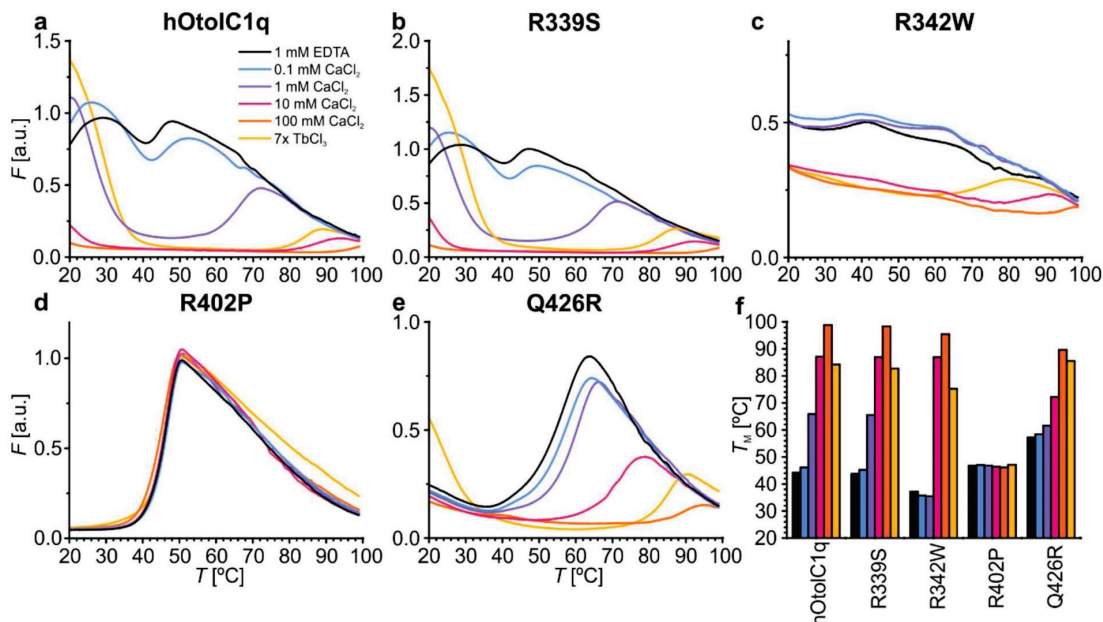 a hOtolC1q
b R339S
c R342W
1 mM EDTA
0.1 mM CaCl₂
1 mM CaCl₂
10 mM CaCl₂
100 mM CaCl₂
7x TbCl₃
F [a.u.]
1.5
1.0
0.5
0.0
2.0
1.5
1.0
0.5
0.0
0.5
0.0
20 30 40 50 60 70 80 90 100
20 30 40 50 60 70 80 90 100
20 30 40 50 60 70 80 90 100
d R402P
e Q426R
f
F [a.u.]
1.0
0.5
0.0
1.0
0.5
0.0
T_M [ºC]
100
90
80
70
60
50
40
30
20
20 30 40 50 60 70 80 90 100
20 30 40 50 60 70 80 90 100
T [ºC]
T [ºC]
hOtolC1q
R339S
R342W
R402P
Q426R